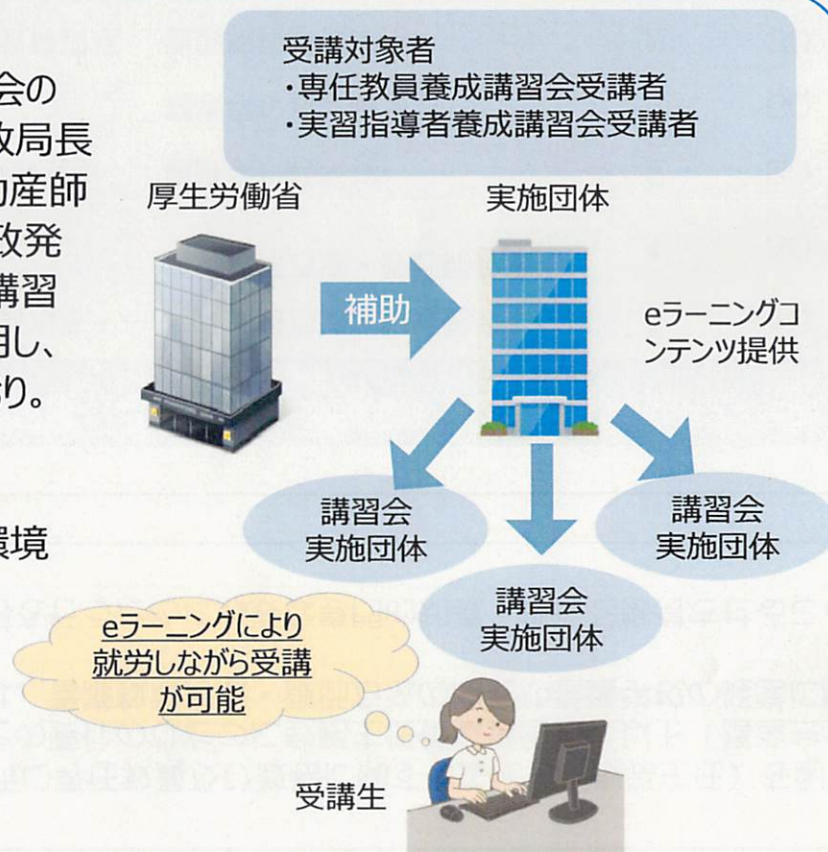 受講対象者
・専任教員養成講習会受講者
・実習指導者養成講習会受講者
会の
政局長
助産師
政発
講習
用し、
り。
環境
厚生労働省
実施団体
補助
eラーニングコ
ンテンツ提供
講習会
実施団体
講習会
実施団体
講習会
実施団体
eラーニングにより
就労しながら受講
が可能
受講生